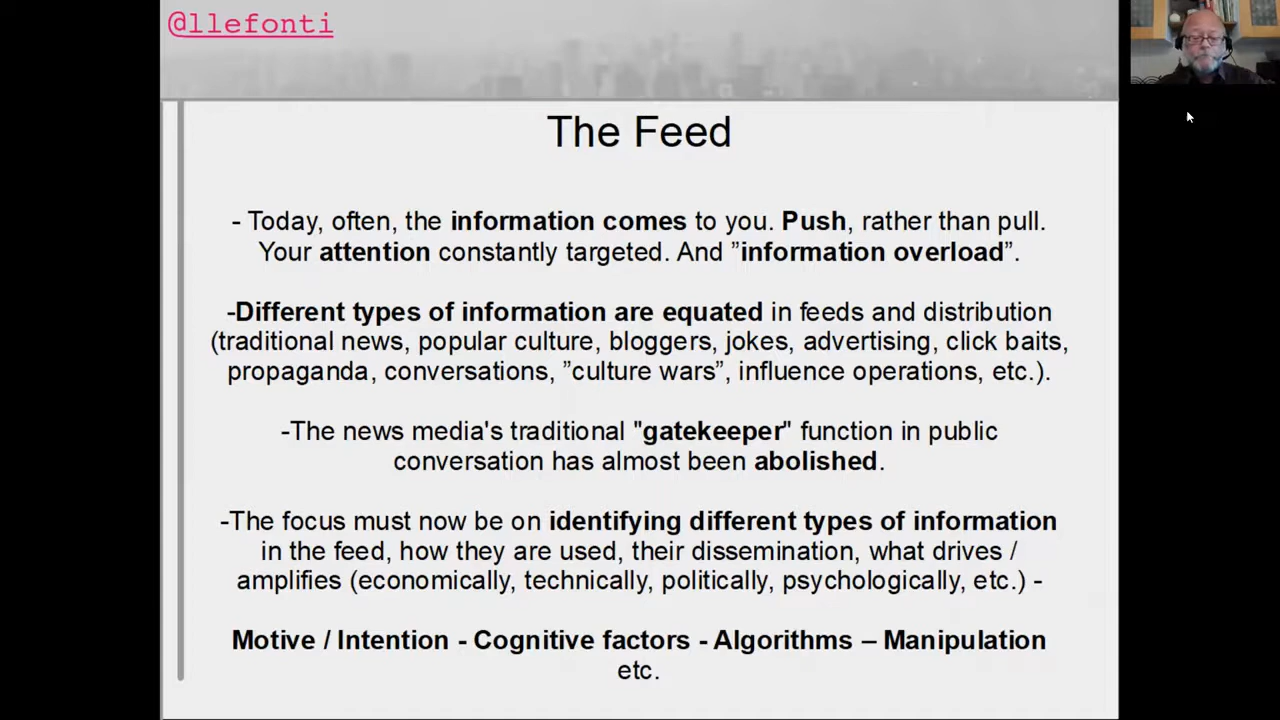 @llefonti
The Feed
- Today, often, the information comes to you. Push, rather than pull.
Your attention constantly targeted. And ”information overload”.
-Different types of information are equated in feeds and distribution
(traditional news, popular culture, bloggers, jokes, advertising, click baits,
propaganda, conversations, ”culture wars”, influence operations, etc.).
-The news media's traditional "gatekeeper" function in public
conversation has almost been abolished.
-The focus must now be on identifying different types of information
in the feed, how they are used, their dissemination, what drives /
amplifies (economically, technically, politically, psychologically, etc.) -
Motive / Intention - Cognitive factors - Algorithms – Manipulation
etc.